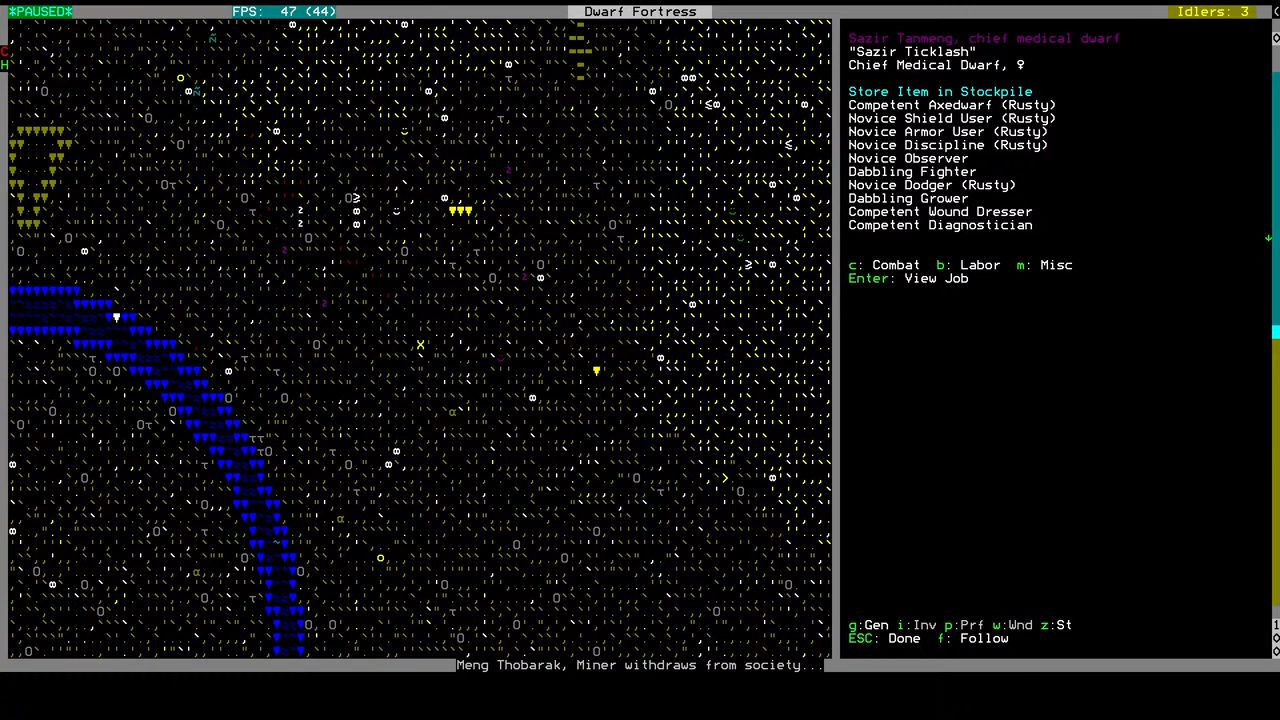 *PAUSED* FPS: 47 (44) Dwarf Fortress Idlers: 3
Sazir Tanmeng, chief medical dwarf
"Sazir Ticklash"
Chief Medical Dwarf, ♀
Store Item in Stockpile
Competent Axedwarf (Rusty)
Novice Shield User (Rusty)
Novice Armor User (Rusty)
Novice Discipline (Rusty)
Novice Observer
Dabbling Fighter
Novice Dodger (Rusty)
Dabbling Grower
Competent Wound Dresser
Competent Diagnostician
c: Combat b: Labor m: Misc
Enter: View Job
g:Gen i:Inv p:Prf w:Wnd z:St
ESC: Done f: Follow
Meng Thobarak, Miner withdraws from society...